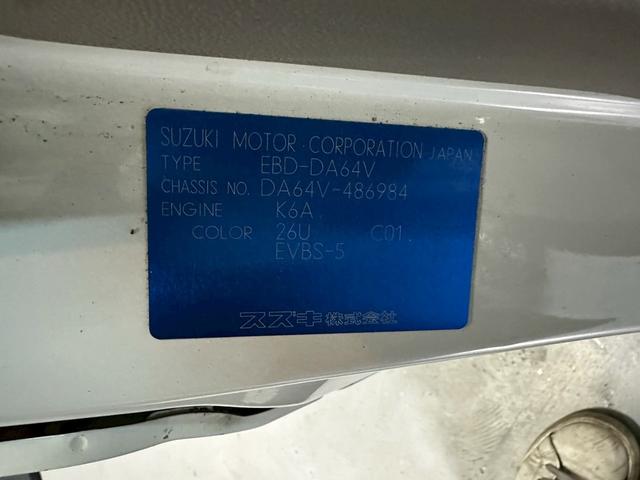 SUZUKI MOTOR CORPORATION JAPAN
TYPE EBD-DA64V
CHASSIS NO. DA64V-486984
ENGINE K6A
COLOR 26U C01
EVBS-5
スズキ株式会社